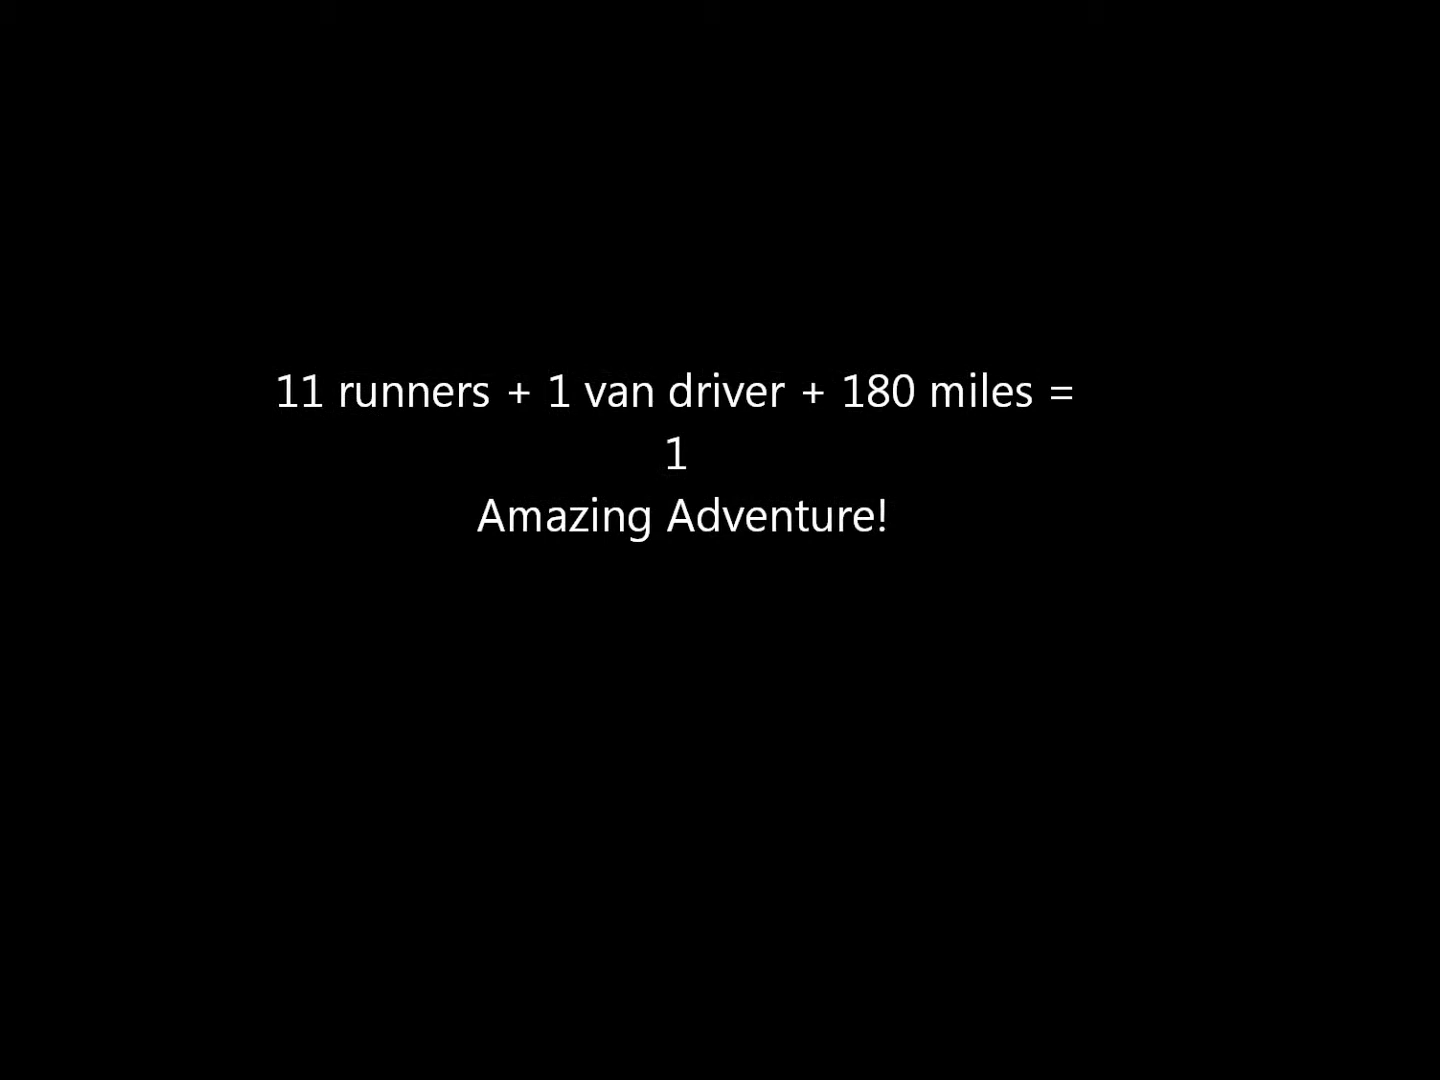 11 runners + 1 van driver + 180 miles =
1
Amazing Adventure!